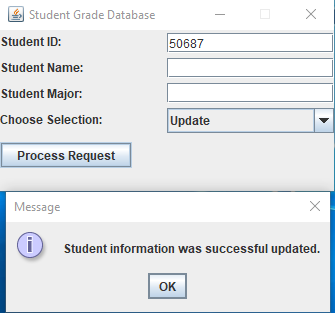 Student Grade Database
Student ID: 50687
Student Name:
Student Major:
Choose Selection: Update
Process Request
Message
Student information was successful updated.
OK